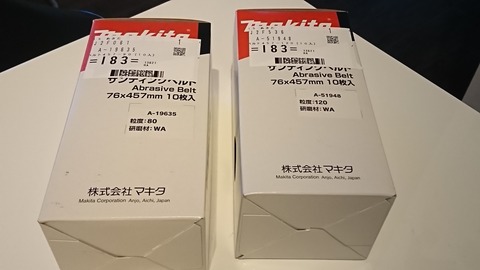 makita
22F087
A-19635
=183=
サンディングベルト
Abrasive Belt
76x457mm 10枚入
A-19635
粒度:80
研磨材:WA
株式会社 マキタ
Makita Corporation Anjo, Aichi, Japan
makita
22F536
A-51948
=183=
サンディングベルト
Abrasive Belt
76x457mm 10枚入
A-51948
粒度:120
研磨材:WA
株式会社 マキタ
Makita Corporation Anjo, Aichi, Japan